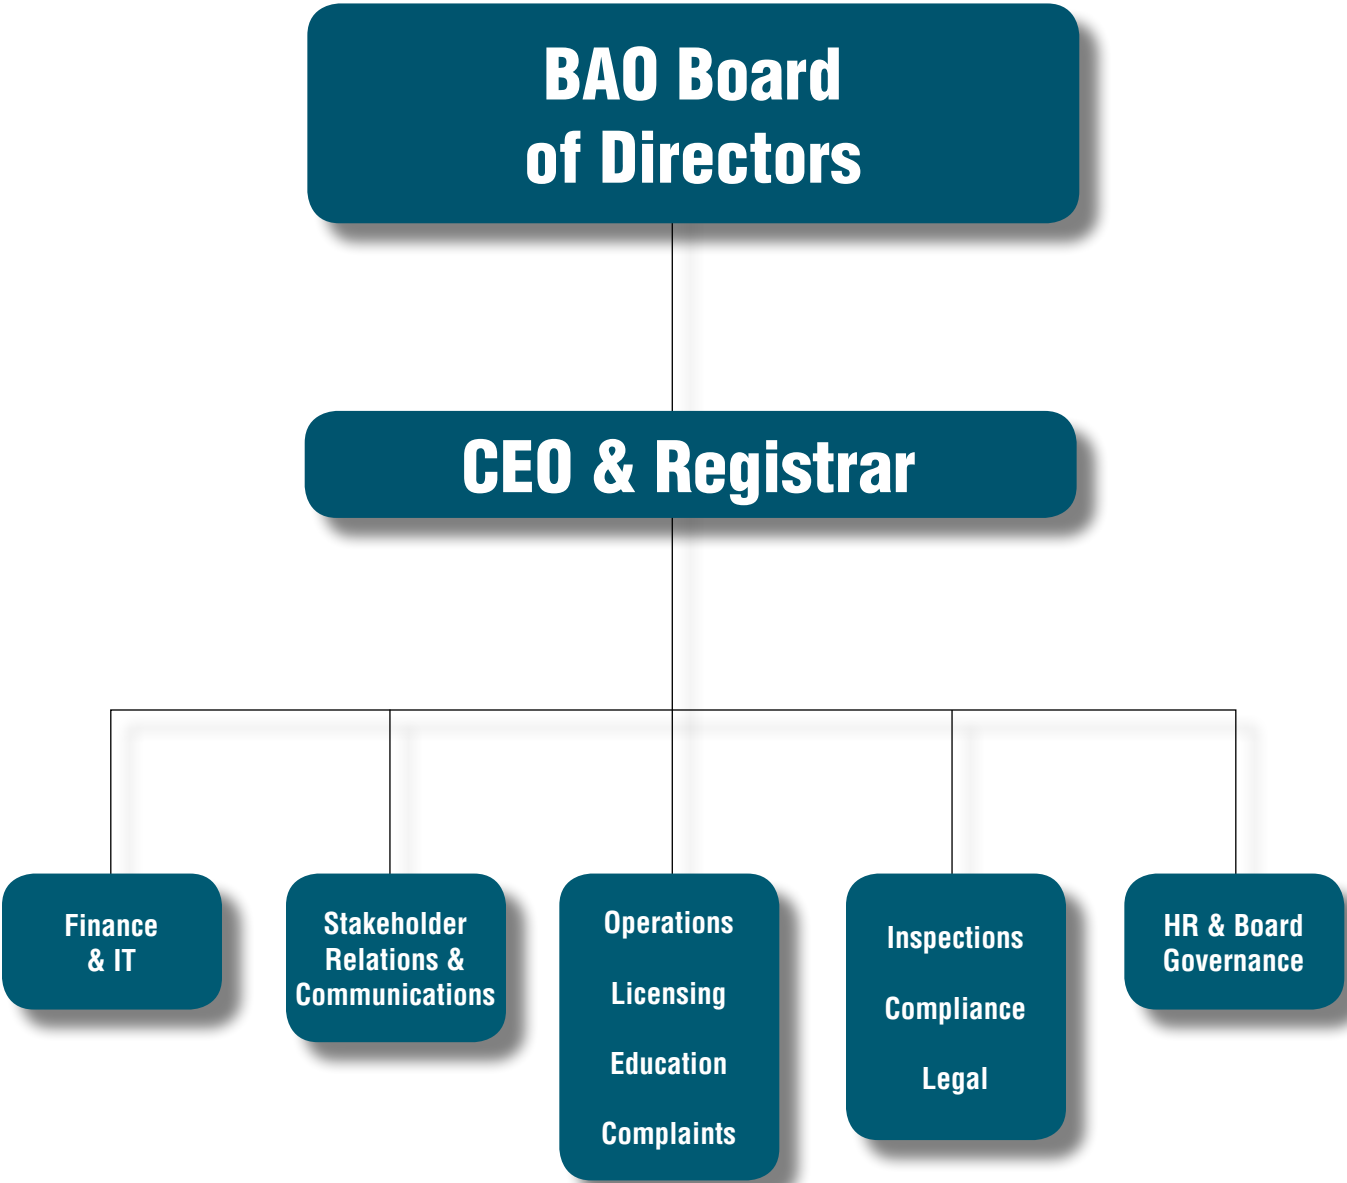 BAO Board
of Directors
CEO & Registrar
Finance
& IT
Stakeholder
Relations &
Communications
Operations
Licensing
Education
Complaints
Inspections
Compliance
Legal
HR & Board
Governance